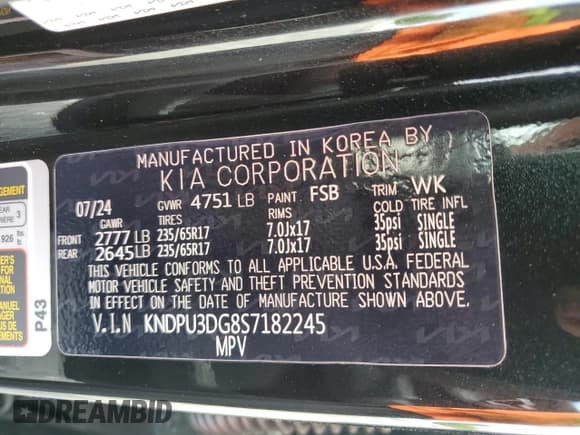 MANUFACTURED IN KOREA BY
KIA CORPORATION
07/24 GVWR 4751 LB PAINT FSB TRIM WK
GAWR TIRES RIMS COLD TIRE INFL
FRONT 2777 LB 235/65R17 7.0Jx17 35psi SINGLE
REAR 2645 LB 235/65R17 7.0Jx17 35psi SINGLE
THIS VEHICLE CONFORMS TO ALL APPLICABLE U.S.A. FEDERAL
MOTOR VEHICLE SAFETY AND THEFT PREVENTION STANDARDS
IN EFFECT ON THE DATE OF MANUFACTURE SHOWN ABOVE.
V.I.N KNDPU3DG8S7182245
MPV
P43
3
926
DREAMBID